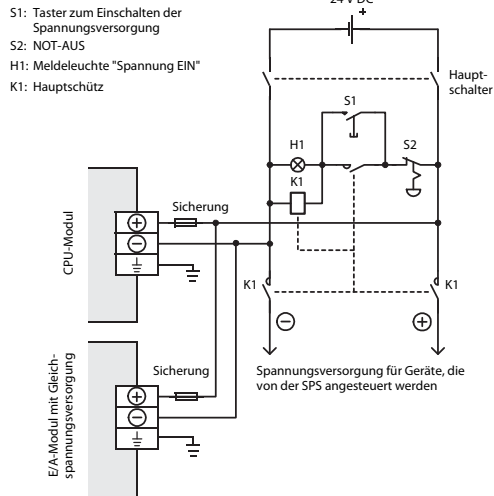 24 V DC
S1: Taster zum Einschalten der
Spannungsversorgung
S2: NOT-AUS
H1: Meldeleuchte "Spannung EIN"
K1: Hauptschütz
+
Haupt-
schalter
S1
H1
S2
K1
Sicherung
CPU-Modul
+
−
K1
K1
−
+
Spannungsversorgung für Geräte, die
von der SPS angesteuert werden
Sicherung
E/A-Modul mit Gleich-
spannungsversorgung
+
−